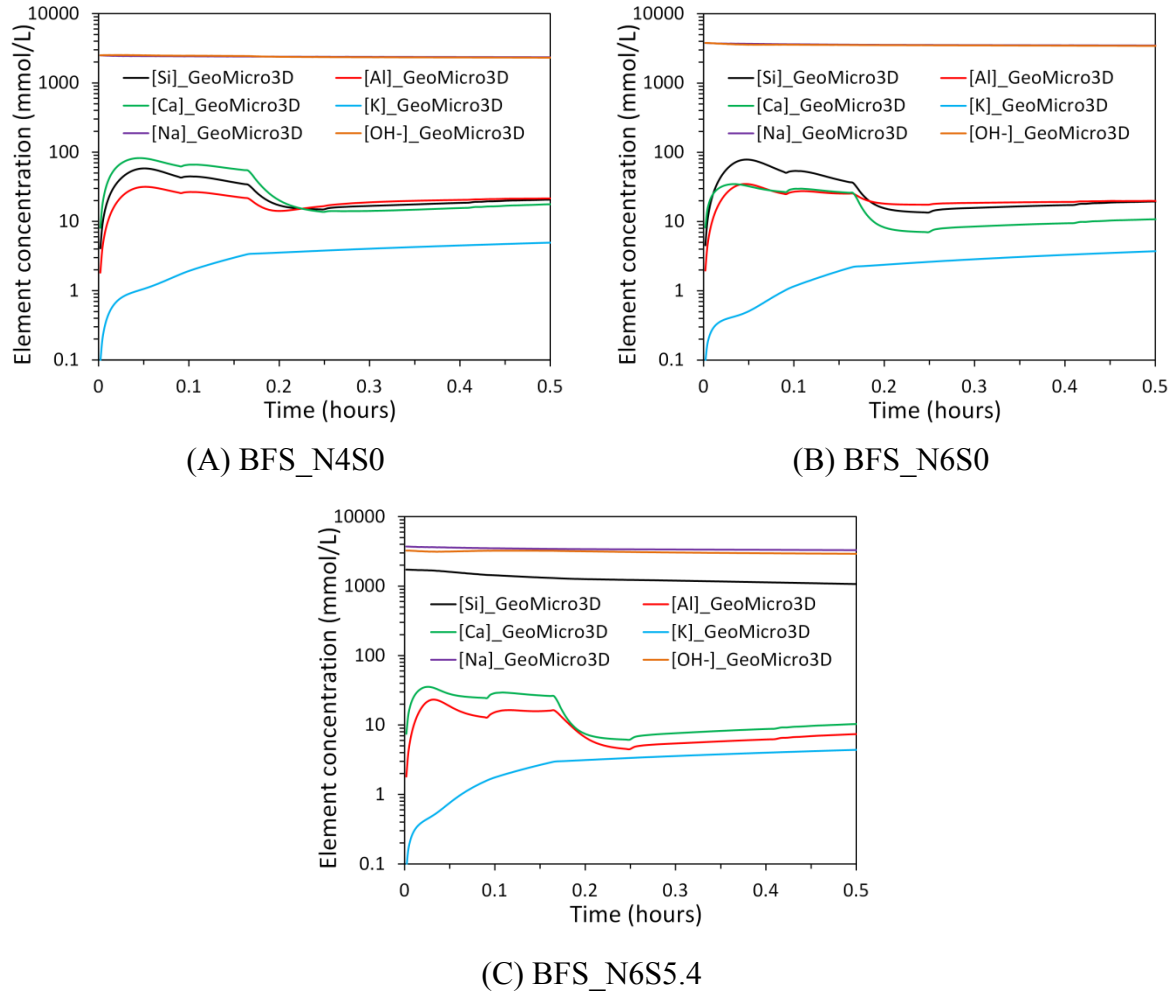 Element concentration (mmol/L)
10000
1000
100
10
1
0.1
[Si]_GeoMicro3D [Al]_GeoMicro3D
[Ca]_GeoMicro3D [K]_GeoMicro3D
[Na]_GeoMicro3D [OH-]_GeoMicro3D
0 0.1 0.2 0.3 0.4 0.5
Time (hours)
(A) BFS_N4S0
Element concentration (mmol/L)
10000
1000
100
10
1
0.1
[Si]_GeoMicro3D [Al]_GeoMicro3D
[Ca]_GeoMicro3D [K]_GeoMicro3D
[Na]_GeoMicro3D [OH-]_GeoMicro3D
0 0.1 0.2 0.3 0.4 0.5
Time (hours)
(B) BFS_N6S0
Element concentration (mmol/L)
10000
1000
100
10
1
0.1
[Si]_GeoMicro3D [Al]_GeoMicro3D
[Ca]_GeoMicro3D [K]_GeoMicro3D
[Na]_GeoMicro3D [OH-]_GeoMicro3D
0 0.1 0.2 0.3 0.4 0.5
Time (hours)
(C) BFS_N6S5.4